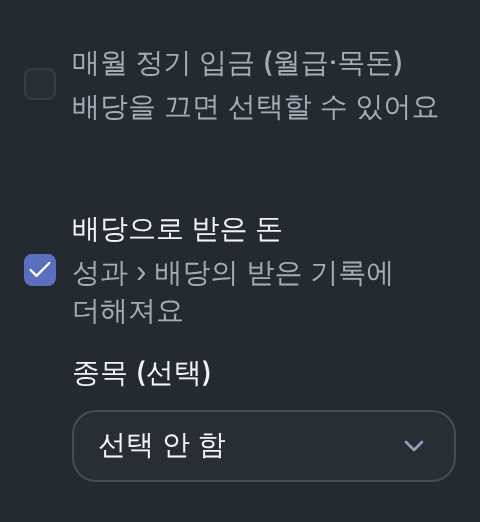 매월 정기 입금 (월급·목돈)
배당을 끄면 선택할 수 있어요
배당으로 받은 돈
성과 › 배당의 받은 기록에
더해져요
종목 (선택)
선택 안 함